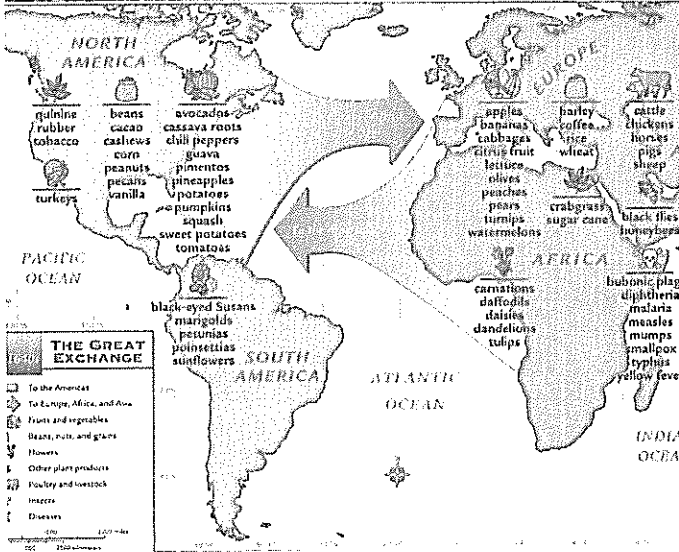 NORTH
AMERICA
quinine
rubber
tobacco
turkeys
beans
cacao
cashews
corn
peanuts
pecans
vanilla
avocados
cassava roots
chili peppers
guava
pimentos
pineapples
potatoes
pumpkins
squash
sweet potatoes
tomatoes
black-eyed Susans
marigolds
petunias
poinsettias
sunflowers
PACIFIC
OCEAN
SOUTH
AMERICA
ATLANTIC
OCEAN
EUROPE
apples
bananas
cabbages
citrus fruit
lettuce
olives
peaches
pears
turnips
watermelons
barley
coffee
rice
wheat
cattle
chickens
horses
pigs
sheep
crabgrass
sugar cane
black flies
honeybees
AFRICA
carnations
daffodils
daisies
dandelions
tulips
bubonic plag
diphtheria
malaria
measles
mumps
smallpox
typhus
yellow feve
INDIA
OCEA
THE GREAT
EXCHANGE
To the Americas
To Europe, Africa, and Asia
Fruits and vegetables
Beans, nuts, and grains
Flowers
Other plant products
Poultry and livestock
Insects
Diseases